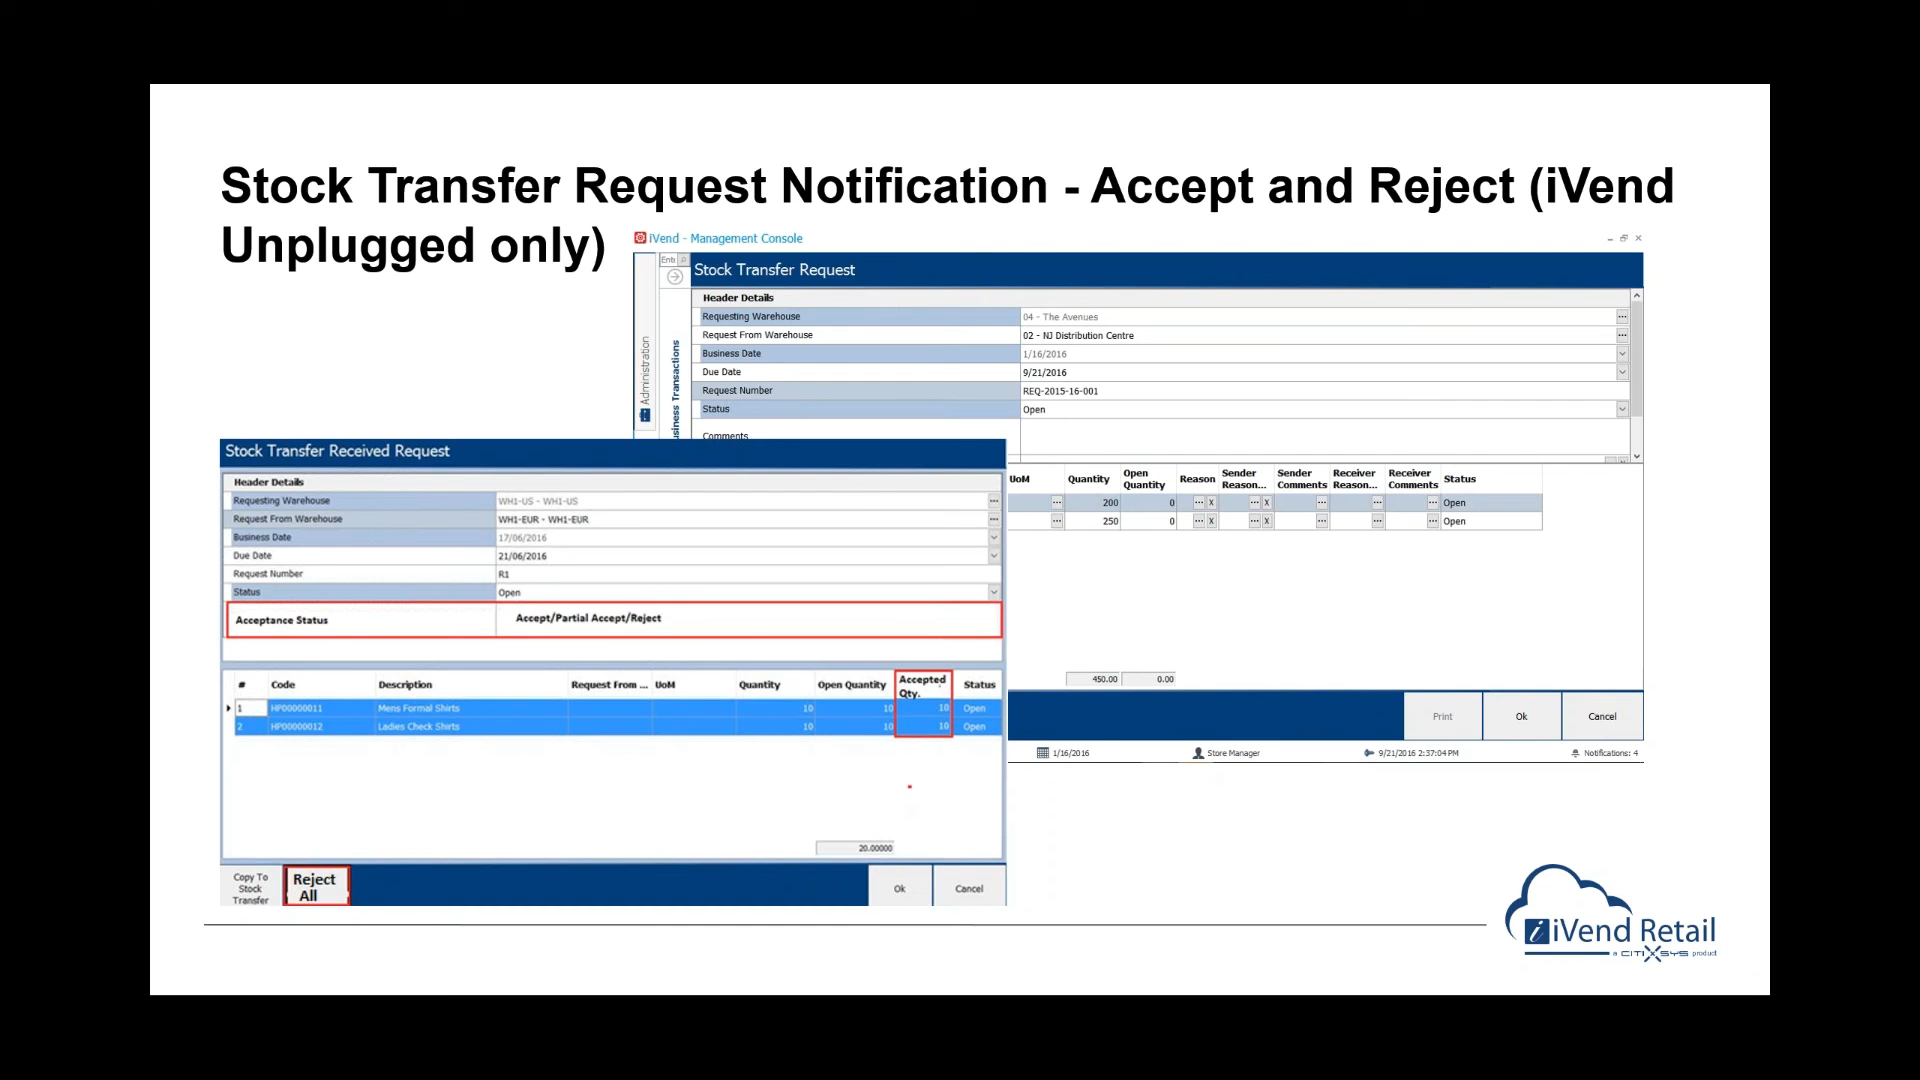 Stock Transfer Request Notification - Accept and Reject (iVend
Unplugged only)
iVend - Management Console
Stock Transfer Request
Administration
Business Transactions
Header Details
Requesting Warehouse 04 - The Avenues
Request From Warehouse 02 - NJ Distribution Centre
Business Date 1/16/2016
Due Date 9/21/2016
Request Number REQ-2015-16-001
Status Open
Comments
UoM Quantity Open Quantity Reason Sender Reason... Sender Comments Receiver Reason... Receiver Comments Status
... 200 0 ... X ... X ... ... ... Open
... 250 0 ... X ... X ... ... ... Open
450.00 0.00
Print Ok Cancel
1/16/2016 Store Manager 9/21/2016 2:37:04 PM Notifications: 4
Stock Transfer Received Request
Header Details
Requesting Warehouse WH1-US - WH1-US
Request From Warehouse WH1-EUR - WH1-EUR
Business Date 17/06/2016
Due Date 21/06/2016
Request Number R1
Status Open
Acceptance Status Accept/Partial Accept/Reject
# Code Description Request From ... UoM Quantity Open Quantity Accepted Qty. Status
1 HP00000011 Mens Formal Shirts 10 10 10 Open
2 HP00000012 Ladies Check Shirts 10 10 10 Open
20.00000
Copy To
Stock
Transfer
Reject
All
Ok Cancel
iVend Retail
a CITIXSYS product